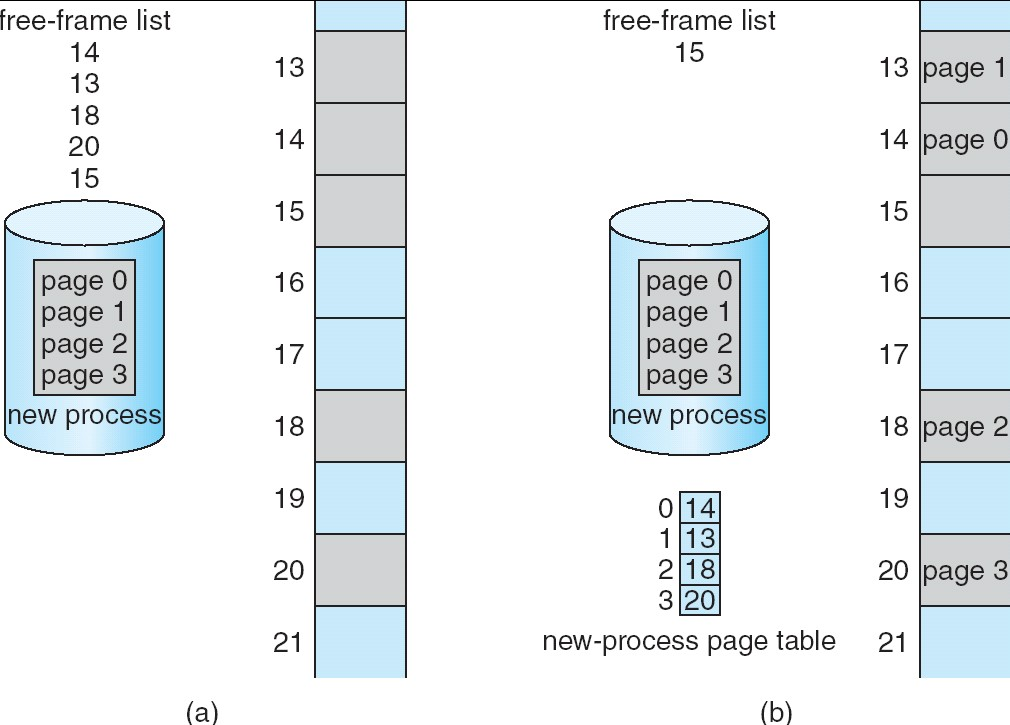 free-frame list
14
13
18
20
15
13
14
15
16
17
18
19
20
21
page 0
page 1
page 2
page 3
new process
(a)
free-frame list
15
13 page 1
14 page 0
15
16
17
18 page 2
19
20 page 3
21
page 0
page 1
page 2
page 3
new process
0 14
1 13
2 18
3 20
new-process page table
(b)